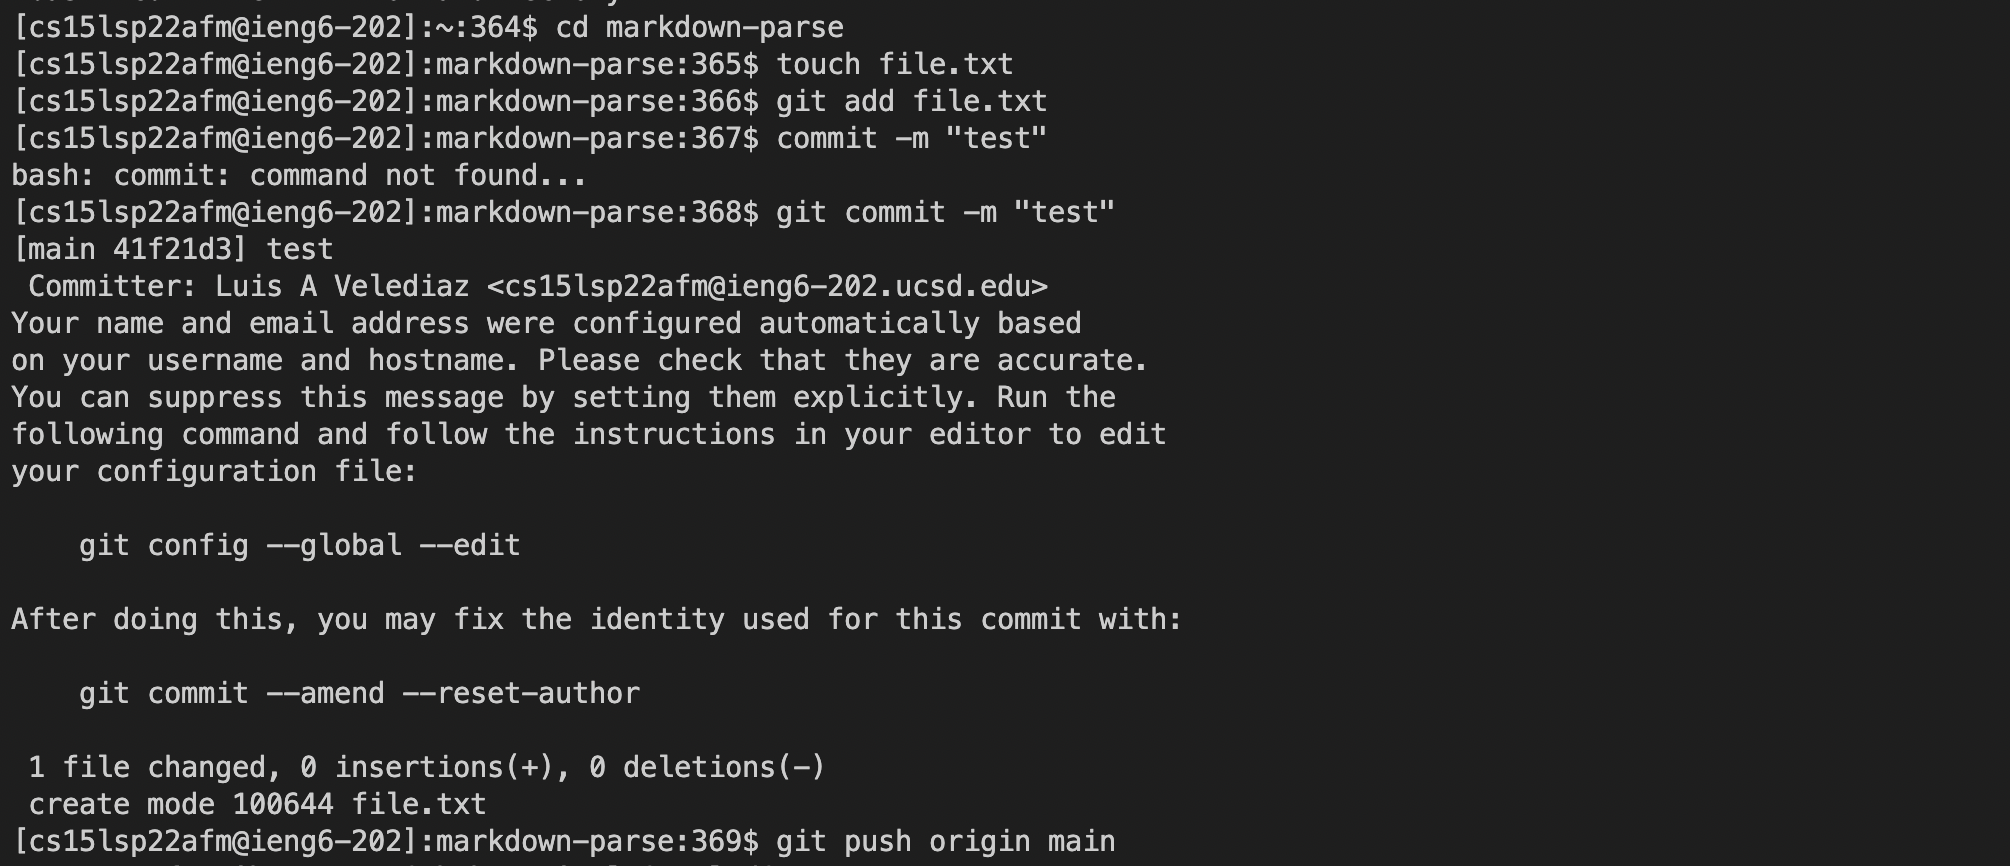 [cs15lsp22afm@ieng6-202]:~:364$ cd markdown-parse
[cs15lsp22afm@ieng6-202]:markdown-parse:365$ touch file.txt
[cs15lsp22afm@ieng6-202]:markdown-parse:366$ git add file.txt
[cs15lsp22afm@ieng6-202]:markdown-parse:367$ commit -m "test"
bash: commit: command not found...
[cs15lsp22afm@ieng6-202]:markdown-parse:368$ git commit -m "test"
[main 41f21d3] test
 Committer: Luis A Velediaz <cs15lsp22afm@ieng6-202.ucsd.edu>
Your name and email address were configured automatically based
on your username and hostname. Please check that they are accurate.
You can suppress this message by setting them explicitly. Run the
following command and follow the instructions in your editor to edit
your configuration file:

    git config --global --edit

After doing this, you may fix the identity used for this commit with:

    git commit --amend --reset-author

 1 file changed, 0 insertions(+), 0 deletions(-)
 create mode 100644 file.txt
[cs15lsp22afm@ieng6-202]:markdown-parse:369$ git push origin main